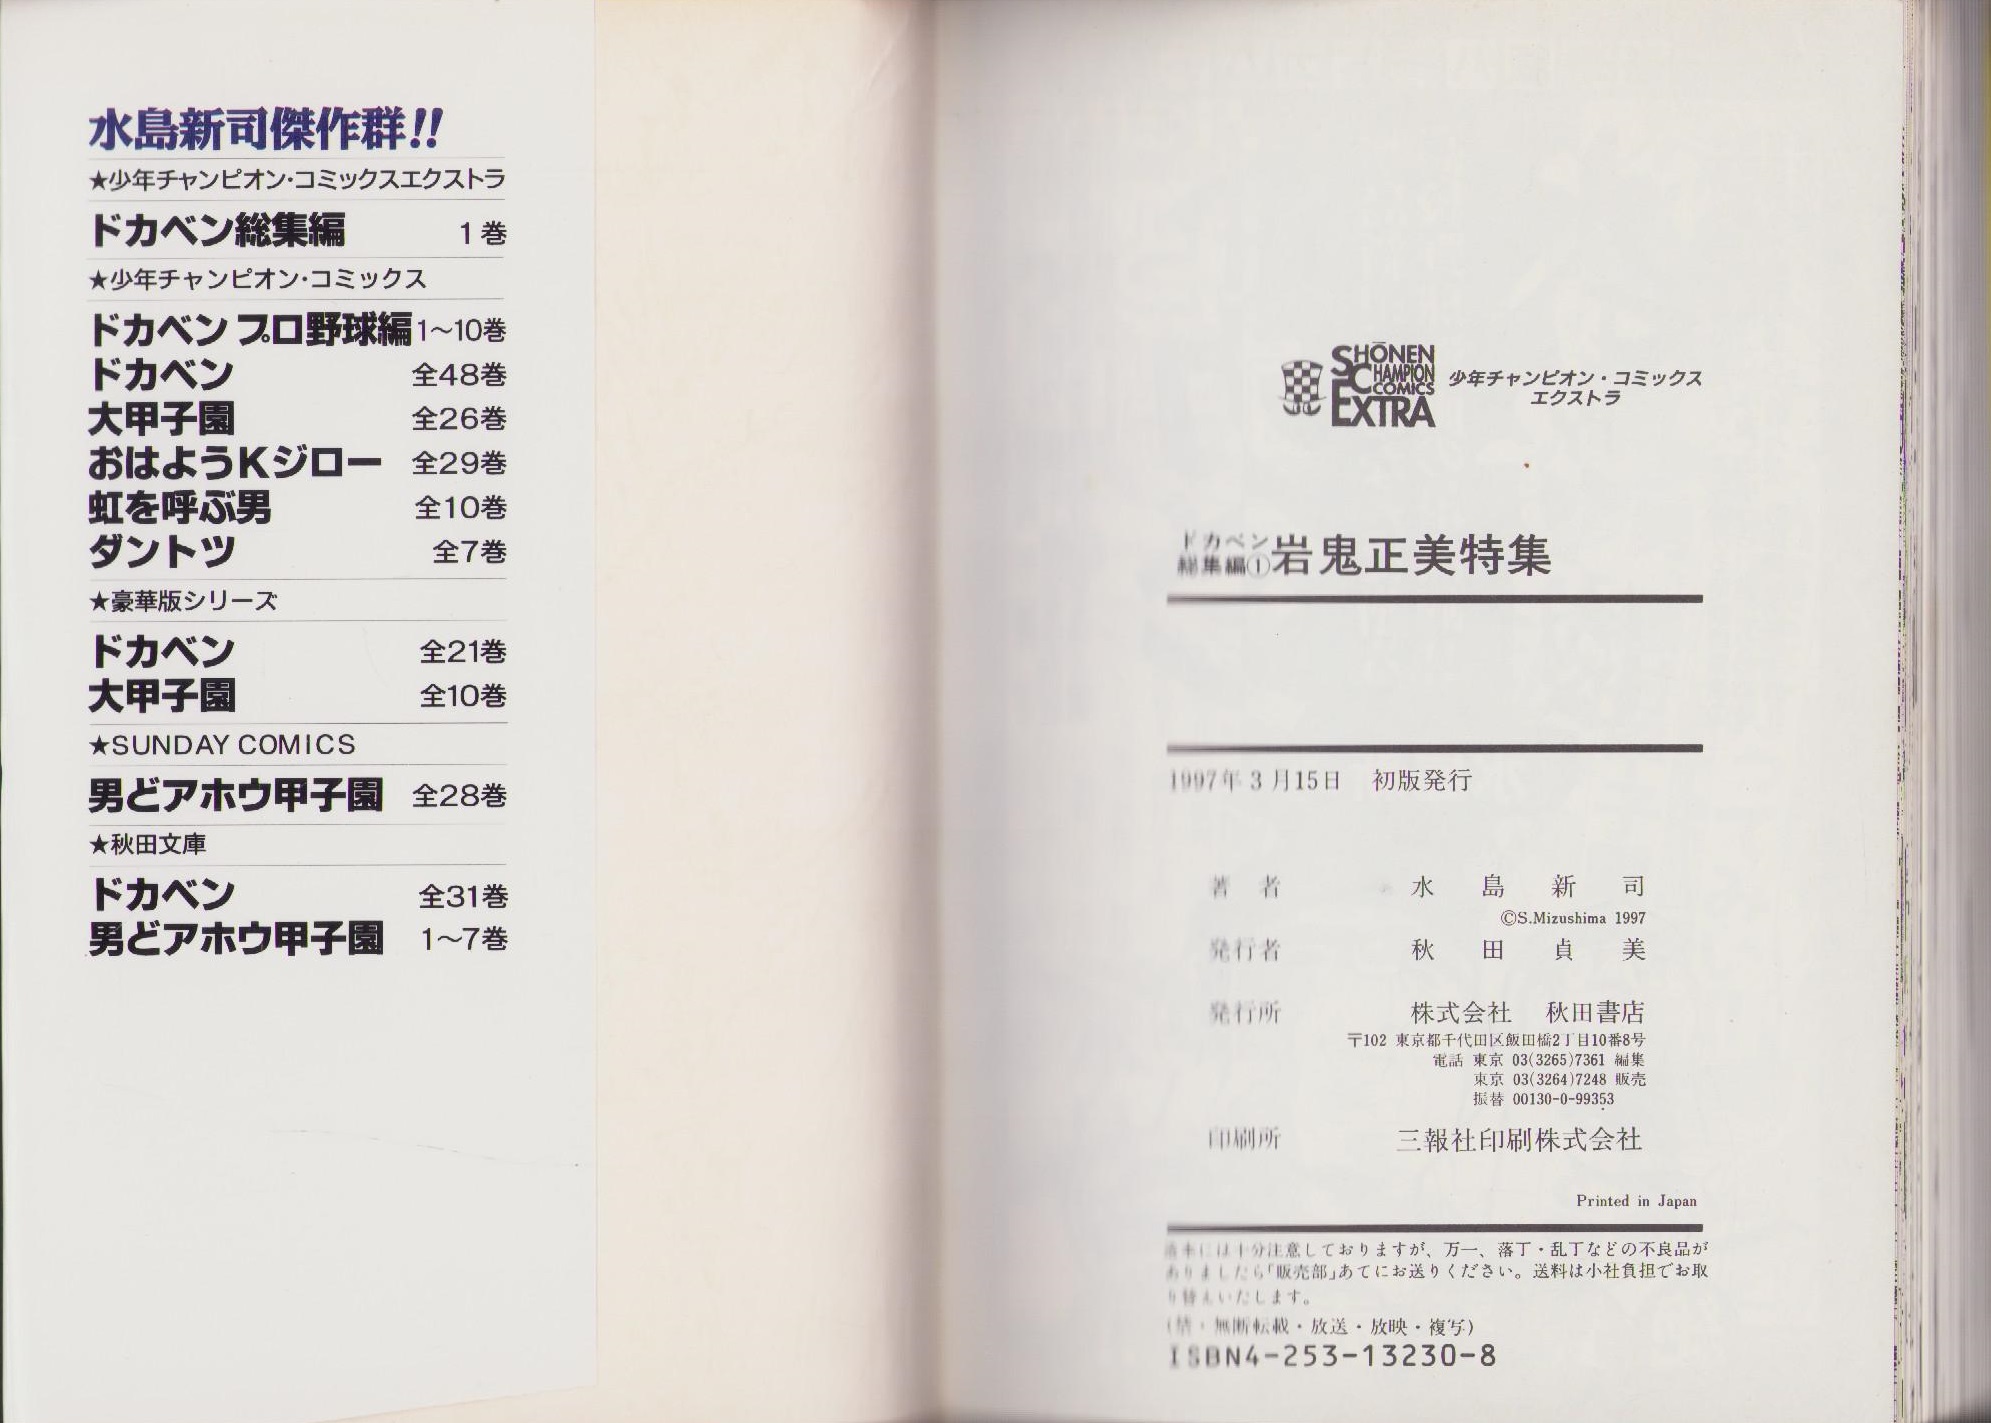 水島新司傑作群!!
★少年チャンピオン・コミックスエクストラ
ドカベン総集編 1巻
★少年チャンピオン・コミックス
ドカベン プロ野球編 1〜10巻
ドカベン 全48巻
大甲子園 全26巻
おはようKジロー 全29巻
虹を呼ぶ男 全10巻
ダントツ 全7巻
★豪華版シリーズ
ドカベン 全21巻
大甲子園 全10巻
★SUNDAY COMICS
男どアホウ甲子園 全28巻
★秋田文庫
ドカベン 全31巻
男どアホウ甲子園 1〜7巻
SHŌNEN
CHAMPION
COMICS
EXTRA
少年チャンピオン・コミックス
エクストラ
ドカベン
総集編① 岩鬼正美特集
1997年3月15日 初版発行
著者 水島新司
©S.Mizushima 1997
発行者 秋田貞美
発行所 株式会社 秋田書店
〒102 東京都千代田区飯田橋2丁目10番8号
電話 東京 03(3265)7361 編集
東京 03(3264)7248 販売
振替 00130-0-99353
印刷所 三報社印刷株式会社
Printed in Japan
には十分注意しておりますが、万一、落丁・乱丁などの不良品が
ありましたら「販売部」あてにお送りください。送料は小社負担でお取
り替えいたします。
(禁・無断転載・放送・放映・複写)
ISBN4-253-13230-8